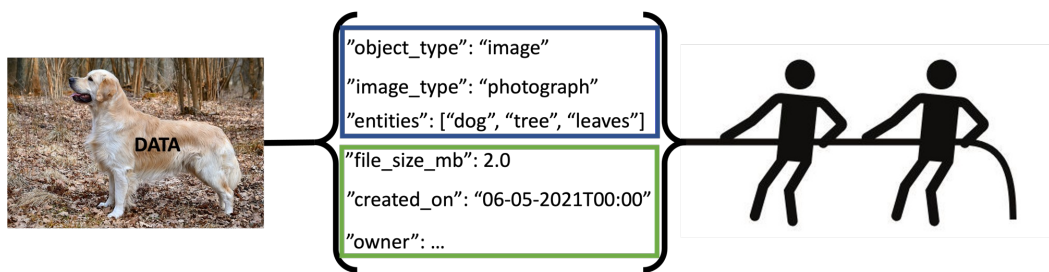 DATA
”object_type”: “image”
”image_type”: “photograph”
”entities”: [“dog”, “tree”, “leaves”]
”file_size_mb”: 2.0
”created_on”: “06-05-2021T00:00”
”owner”: ...